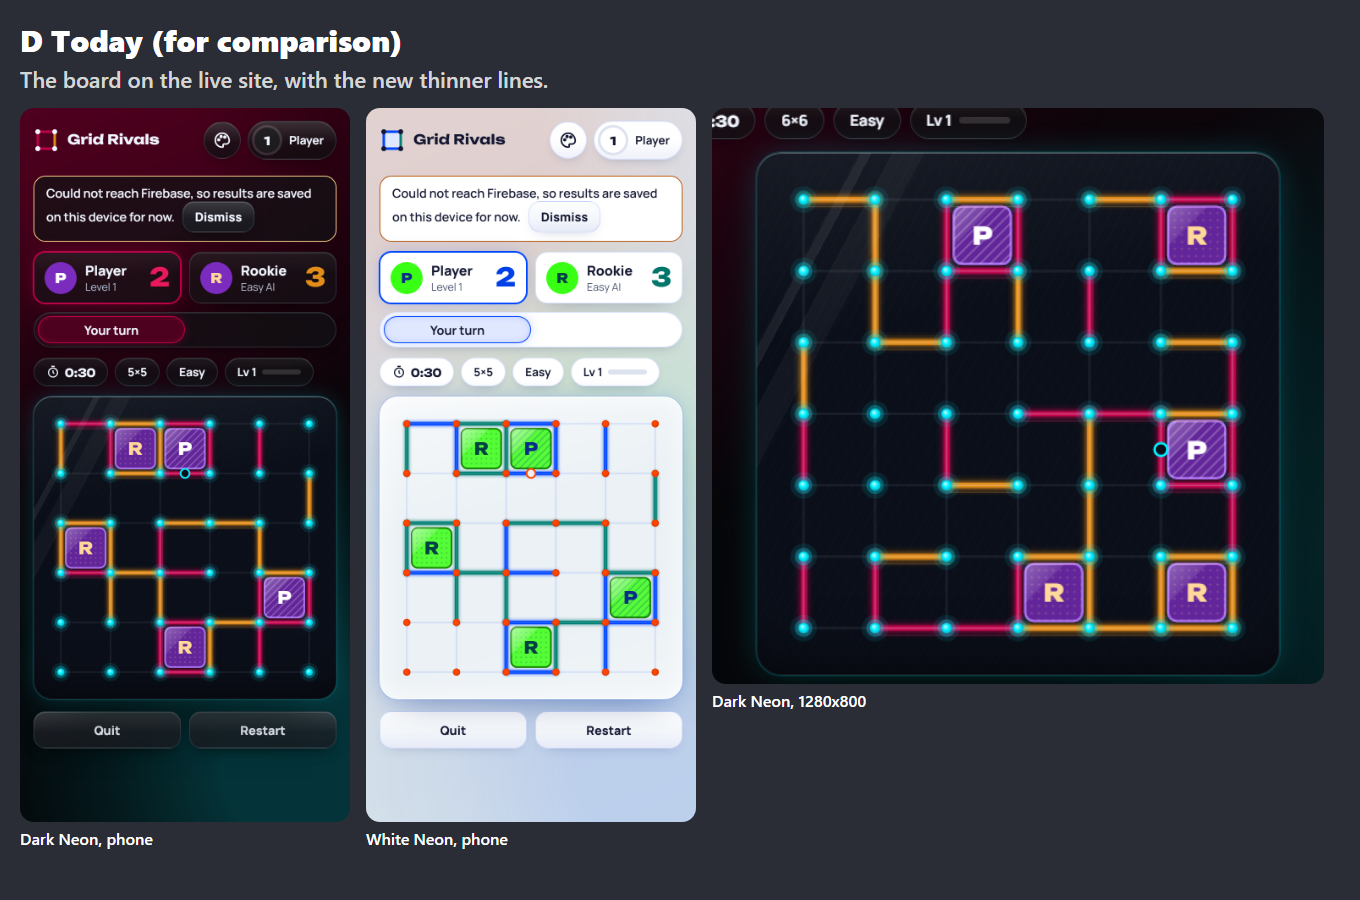 D Today (for comparison)
The board on the live site, with the new thinner lines.
Grid Rivals
1 Player
Could not reach Firebase, so results are saved
on this device for now. Dismiss
P Player 2
Level 1
R Rookie 3
Easy AI
Your turn
0:30 5×5 Easy Lv 1
R P
R
P
R
Quit Restart
Dark Neon, phone
Grid Rivals
1 Player
Could not reach Firebase, so results are saved
on this device for now. Dismiss
P Player 2
Level 1
R Rookie 3
Easy AI
Your turn
0:30 5×5 Easy Lv 1
R P
R
P
R
Quit Restart
White Neon, phone
:30 6×6 Easy Lv 1
P R
P
R R
Dark Neon, 1280x800